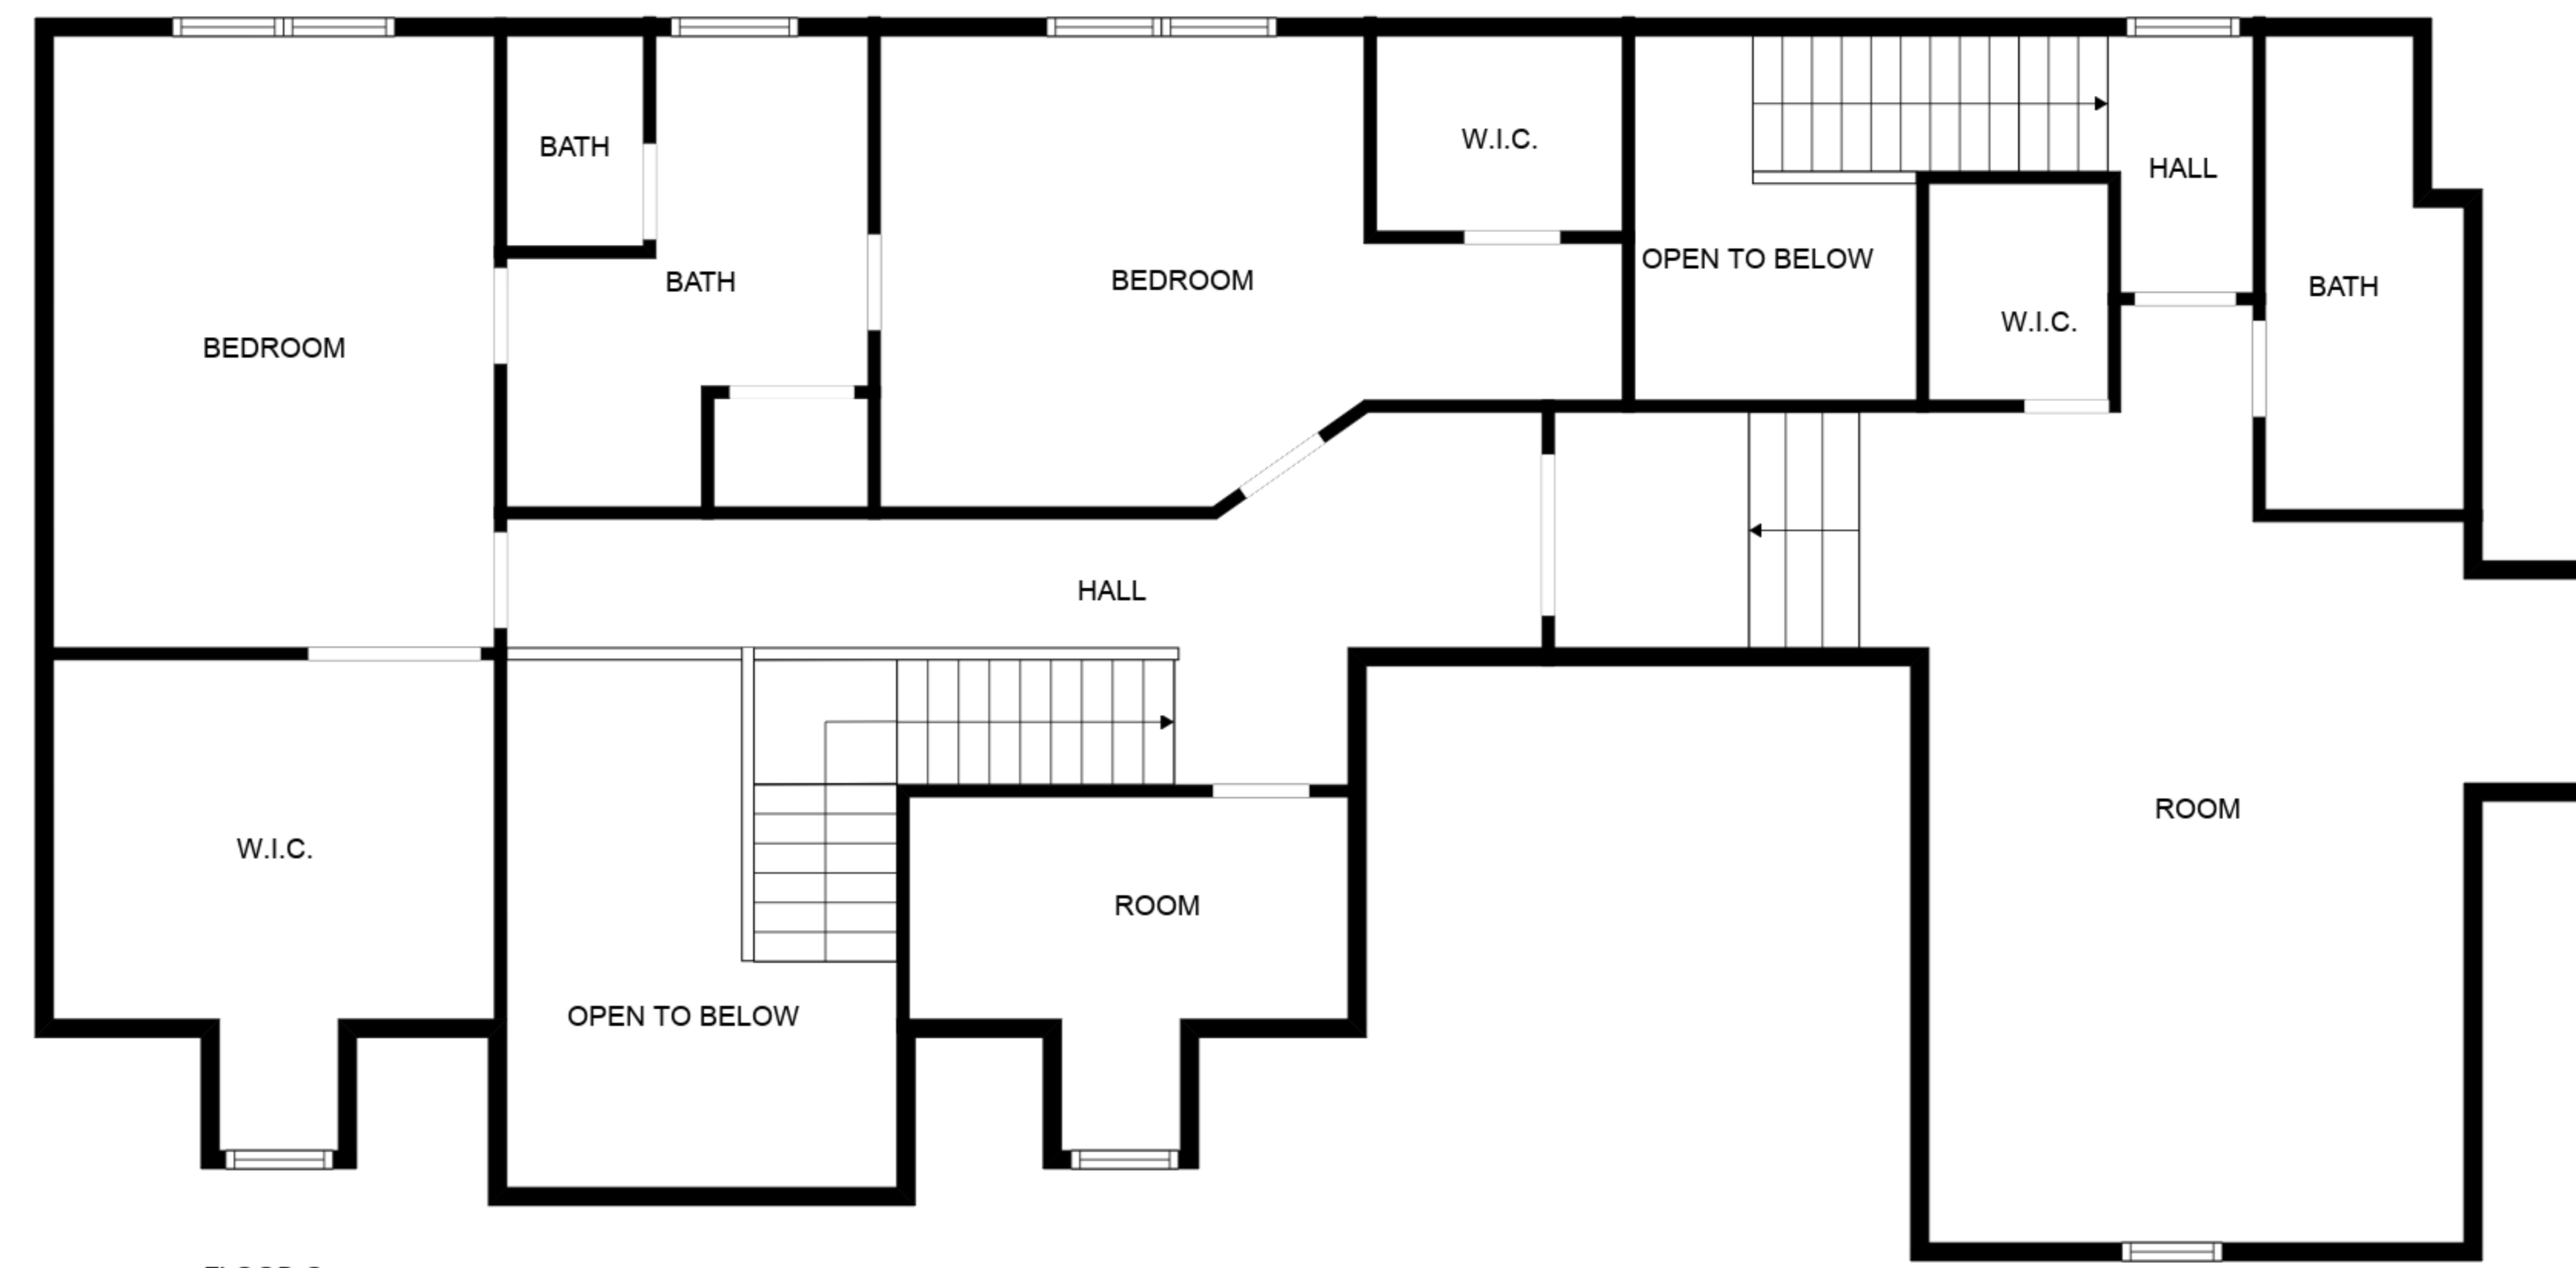 BATH
W.I.C.
HALL
OPEN TO BELOW
BATH
BEDROOM
BATH
W.I.C.
BEDROOM
HALL
ROOM
W.I.C.
ROOM
OPEN TO BELOW